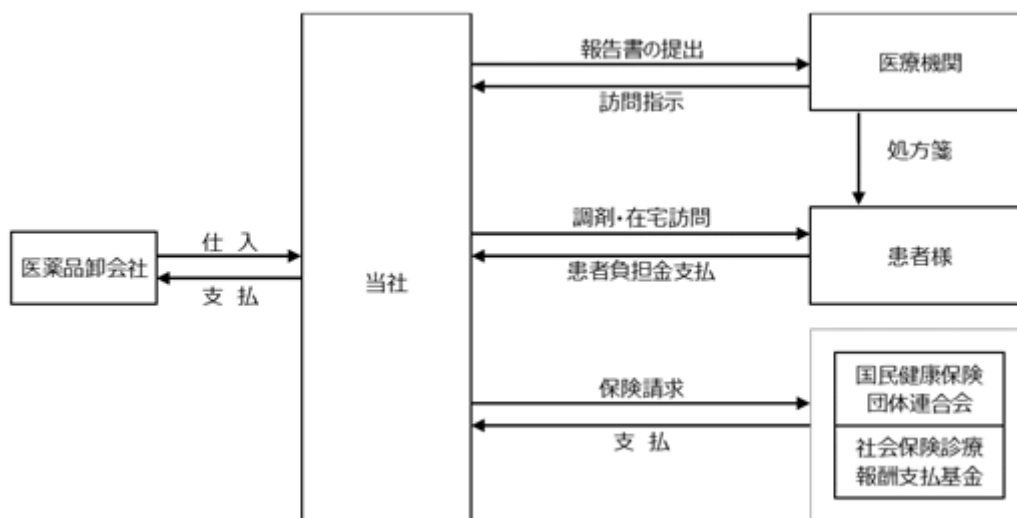 報告書の提出
医療機関
訪問指示
処方箋
調剤・在宅訪問
患者様
患者負担金支払
仕 入
医薬品卸会社
支 払
当社
保険請求
支 払
国民健康保険
団体連合会
社会保険診療
報酬支払基金